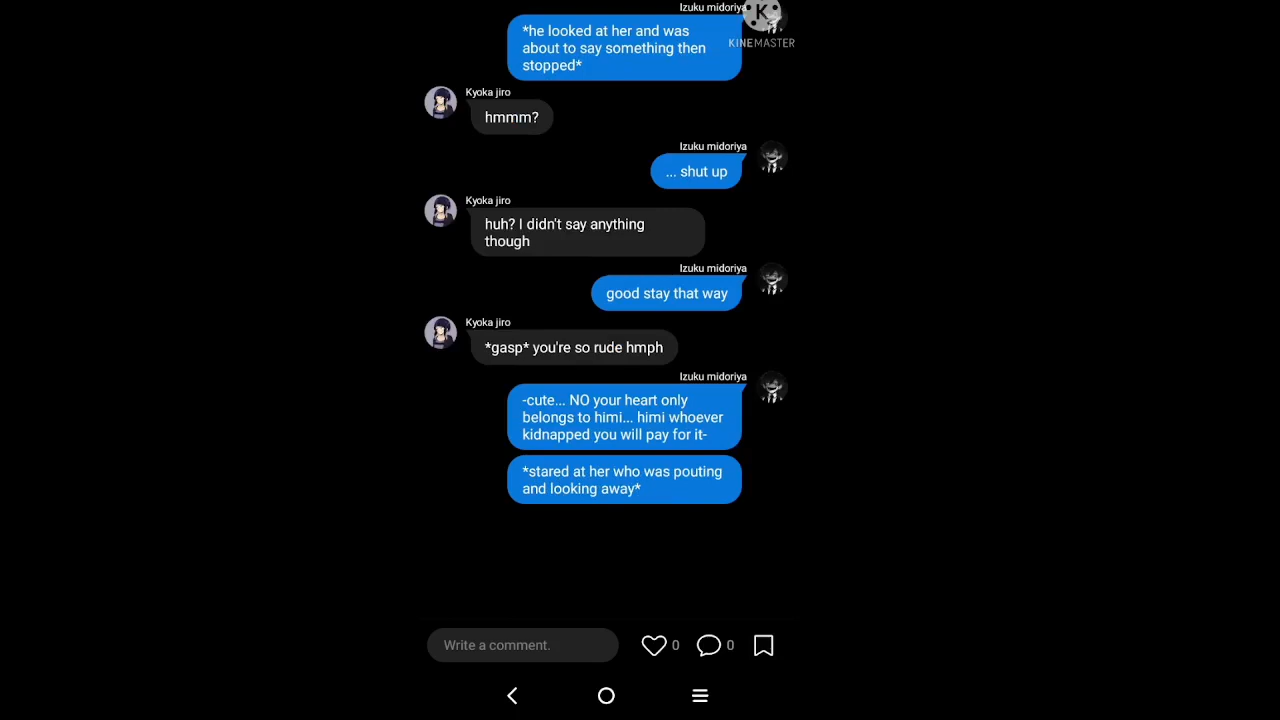 Izuku midoriya
K
KINEMASTER
*he looked at her and was
about to say something then
stopped*
Kyoka jiro
hmmm?
Izuku midoriya
... shut up
Kyoka jiro
huh? I didn't say anything
though
Izuku midoriya
good stay that way
Kyoka jiro
*gasp* you're so rude hmph
Izuku midoriya
-cute... NO your heart only
belongs to himi... himi whoever
kidnapped you will pay for it-
*stared at her who was pouting
and looking away*
Write a comment.
0
0